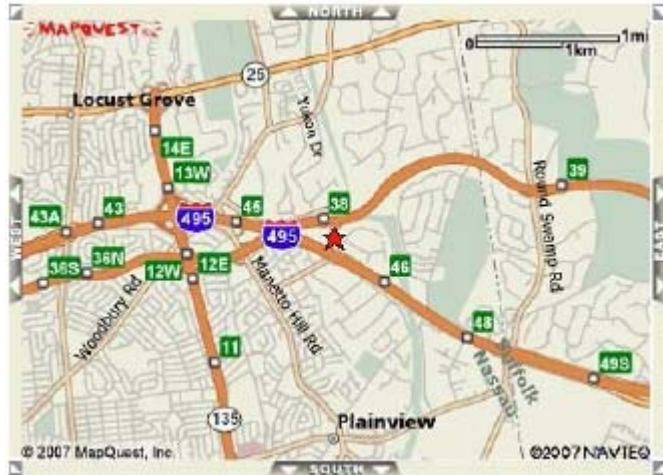 NORTH
MAPQUEST
0 1mi
1km
25
Locust Grove
Yukon Dr
14E
13W
39
Round Swamp Rd
38
43
45
43A
495
495
WEST
EAST
36N
36S
12W
12E
46
Manetto Hill Rd
Woodbury Rd
48
11
Suffolk
Nassau
49S
135
Plainview
© 2007 MapQuest, Inc.
©2007 NAVTEQ
SOUTH